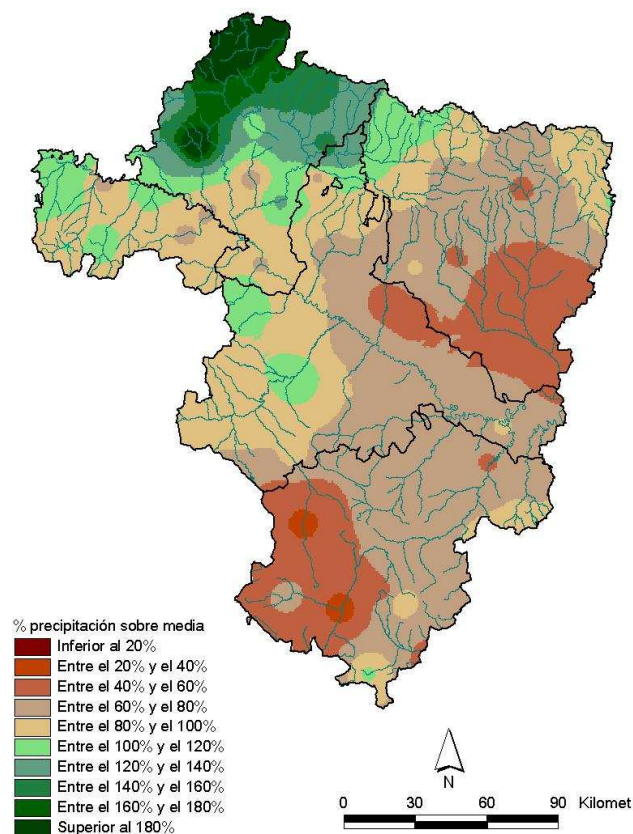 % precipitación sobre media
Inferior al 20%
Entre el 20% y el 40%
Entre el 40% y el 60%
Entre el 60% y el 80%
Entre el 80% y el 100%
Entre el 100% y el 120%
Entre el 120% y el 140%
Entre el 140% y el 160%
Entre el 160% y el 180%
Superior al 180%
N
0 30 60 90 Kilomet